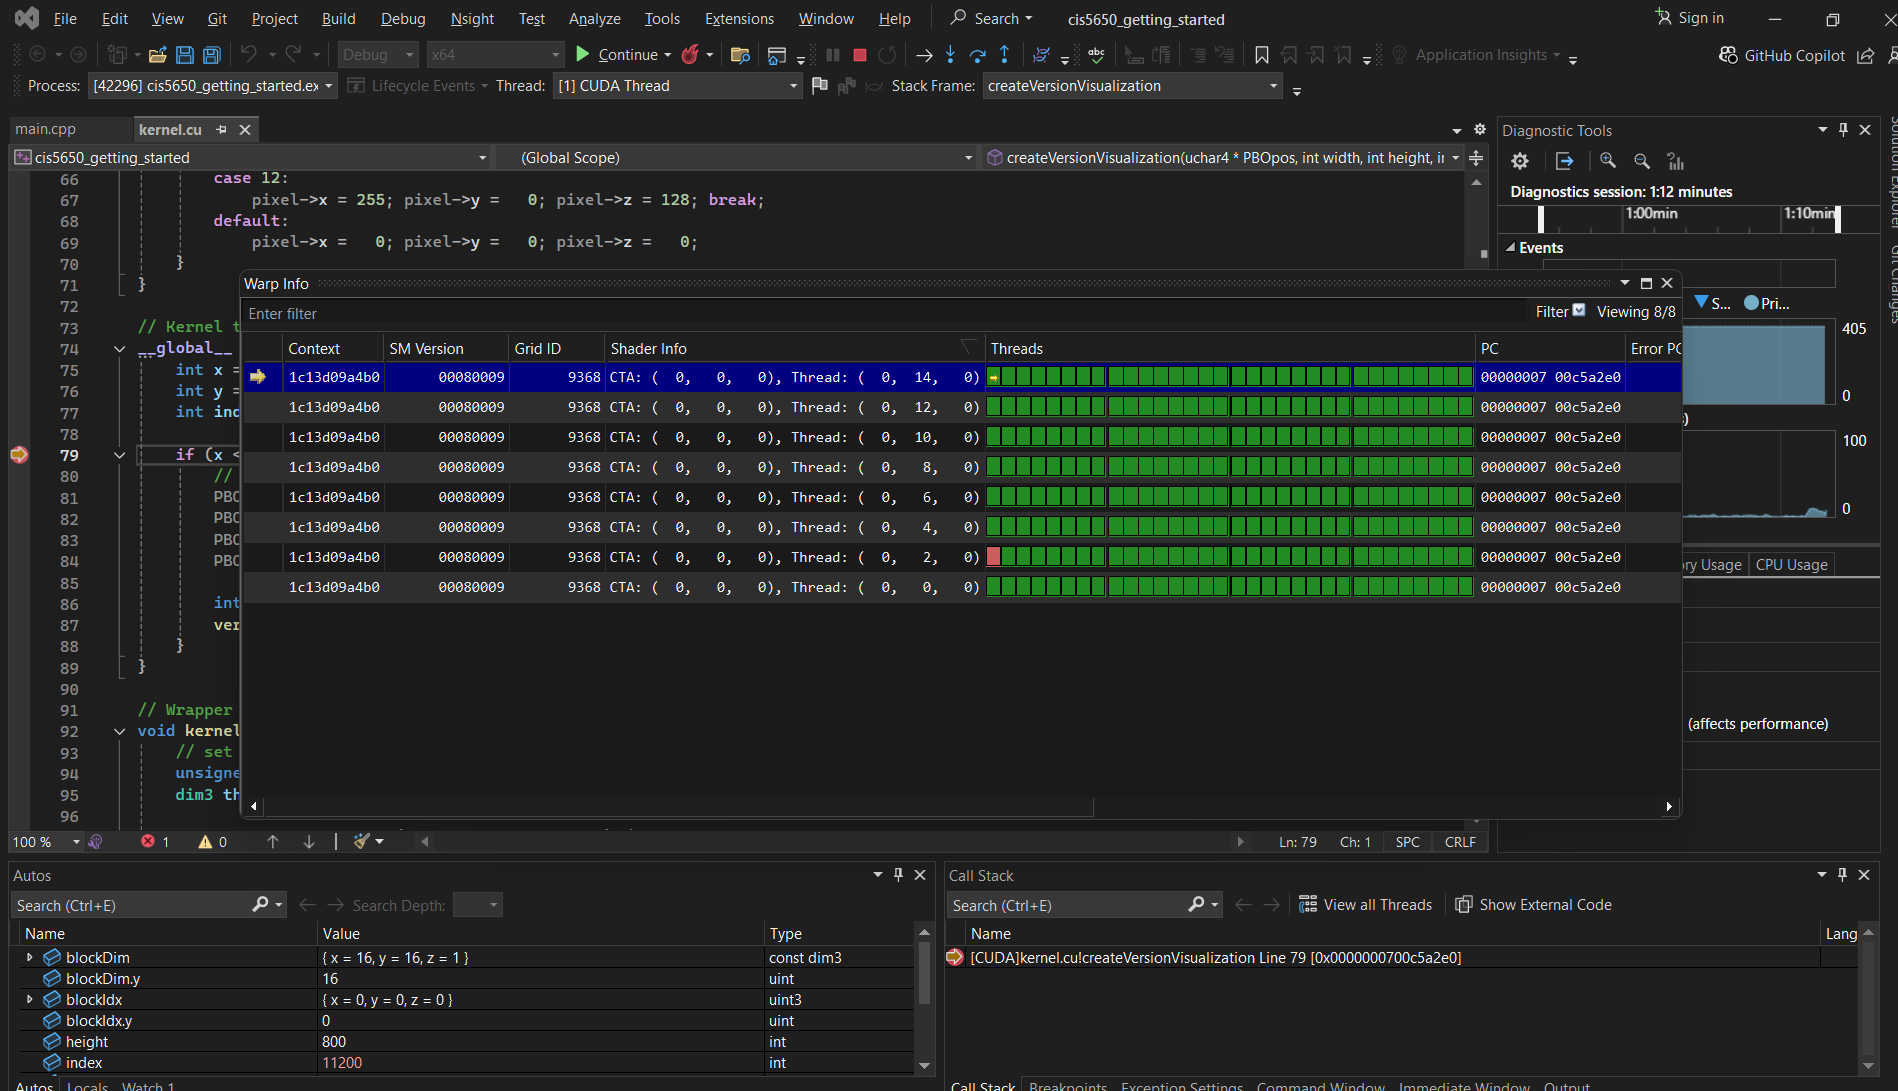 File Edit View Git Project Build Debug Nsight Test Analyze Tools Extensions Window Help Search cis5650_getting_started Sign in
Debug x64 Continue abc Application Insights GitHub Copilot
Process: [42296] cis5650_getting_started.ex Lifecycle Events Thread: [1] CUDA Thread Stack Frame: createVersionVisualization
main.cpp kernel.cu
cis5650_getting_started (Global Scope) createVersionVisualization(uchar4 * PBOpos, int width, int height, ir
66 case 12:
67 pixel->x = 255; pixel->y = 0; pixel->z = 128; break;
68 default:
69 pixel->x = 0; pixel->y = 0; pixel->z = 0;
70 }
71 }
72
73 // Kernel t
74 __global__
75 int x =
76 int y =
77 int ind
78
79 if (x <
80 //
81 PBO
82 PBO
83 PBO
84 PBO
85
86 int
87 ver
88 }
89 }
90
91 // Wrapper
92 void kernel
93 // set
94 unsigne
95 dim3 th
96
Warp Info
Enter filter Filter Viewing 8/8
Context SM Version Grid ID Shader Info Threads PC Error PC
1c13d09a4b0 00080009 9368 CTA: ( 0, 0, 0), Thread: ( 0, 14, 0) 00000007 00c5a2e0
1c13d09a4b0 00080009 9368 CTA: ( 0, 0, 0), Thread: ( 0, 12, 0) 00000007 00c5a2e0
1c13d09a4b0 00080009 9368 CTA: ( 0, 0, 0), Thread: ( 0, 10, 0) 00000007 00c5a2e0
1c13d09a4b0 00080009 9368 CTA: ( 0, 0, 0), Thread: ( 0, 8, 0) 00000007 00c5a2e0
1c13d09a4b0 00080009 9368 CTA: ( 0, 0, 0), Thread: ( 0, 6, 0) 00000007 00c5a2e0
1c13d09a4b0 00080009 9368 CTA: ( 0, 0, 0), Thread: ( 0, 4, 0) 00000007 00c5a2e0
1c13d09a4b0 00080009 9368 CTA: ( 0, 0, 0), Thread: ( 0, 2, 0) 00000007 00c5a2e0
1c13d09a4b0 00080009 9368 CTA: ( 0, 0, 0), Thread: ( 0, 0, 0) 00000007 00c5a2e0
100 % 1 0 Ln: 79 Ch: 1 SPC CRLF
Diagnostic Tools
Diagnostics session: 1:12 minutes
1:00min 1:10min
Events
S... Pri...
405
0
)
100
0
ry Usage CPU Usage
(affects performance)
Solution Explorer
Git Changes
Autos
Search (Ctrl+E) Search Depth:
Name Value Type
blockDim { x = 16, y = 16, z = 1 } const dim3
blockDim.y 16 uint
blockIdx { x = 0, y = 0, z = 0 } uint3
blockIdx.y 0 uint
height 800 int
index 11200 int
Autos Locals Watch 1
Call Stack
Search (Ctrl+E) View all Threads Show External Code
Name Lang
[CUDA]kernel.cu!createVersionVisualization Line 79 [0x0000000700c5a2e0]
Call Stack Breakpoints Exception Settings Command Window Immediate Window Output